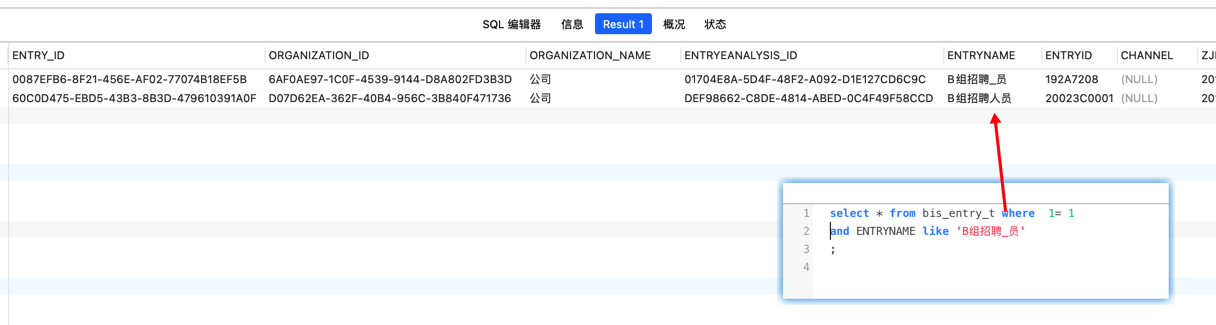 SQL 编辑器 信息 Result 1 概况 状态
ENTRY_ID ORGANIZATION_ID ORGANIZATION_NAME ENTRYEANALYSIS_ID ENTRYNAME ENTRYID CHANNEL ZJI
0087EFB6-8F21-456E-AF02-77074B18EF5B 6AF0AE97-1C0F-4539-9144-D8A802FD3B3D 公司 01704E8A-5D4F-48F2-A092-D1E127CD6C9C B组招聘_员 192A7208 (NULL) 20
60C0D475-EBD5-43B3-8B3D-479610391A0F D07D62EA-362F-40B4-956C-3B840F471736 公司 DEF98662-C8DE-4814-ABED-0C4F49F58CCD B组招聘人员 20023C0001 (NULL) 20
1 select * from bis_entry_t where 1= 1
2 and ENTRYNAME like 'B组招聘_员'
3 ;
4